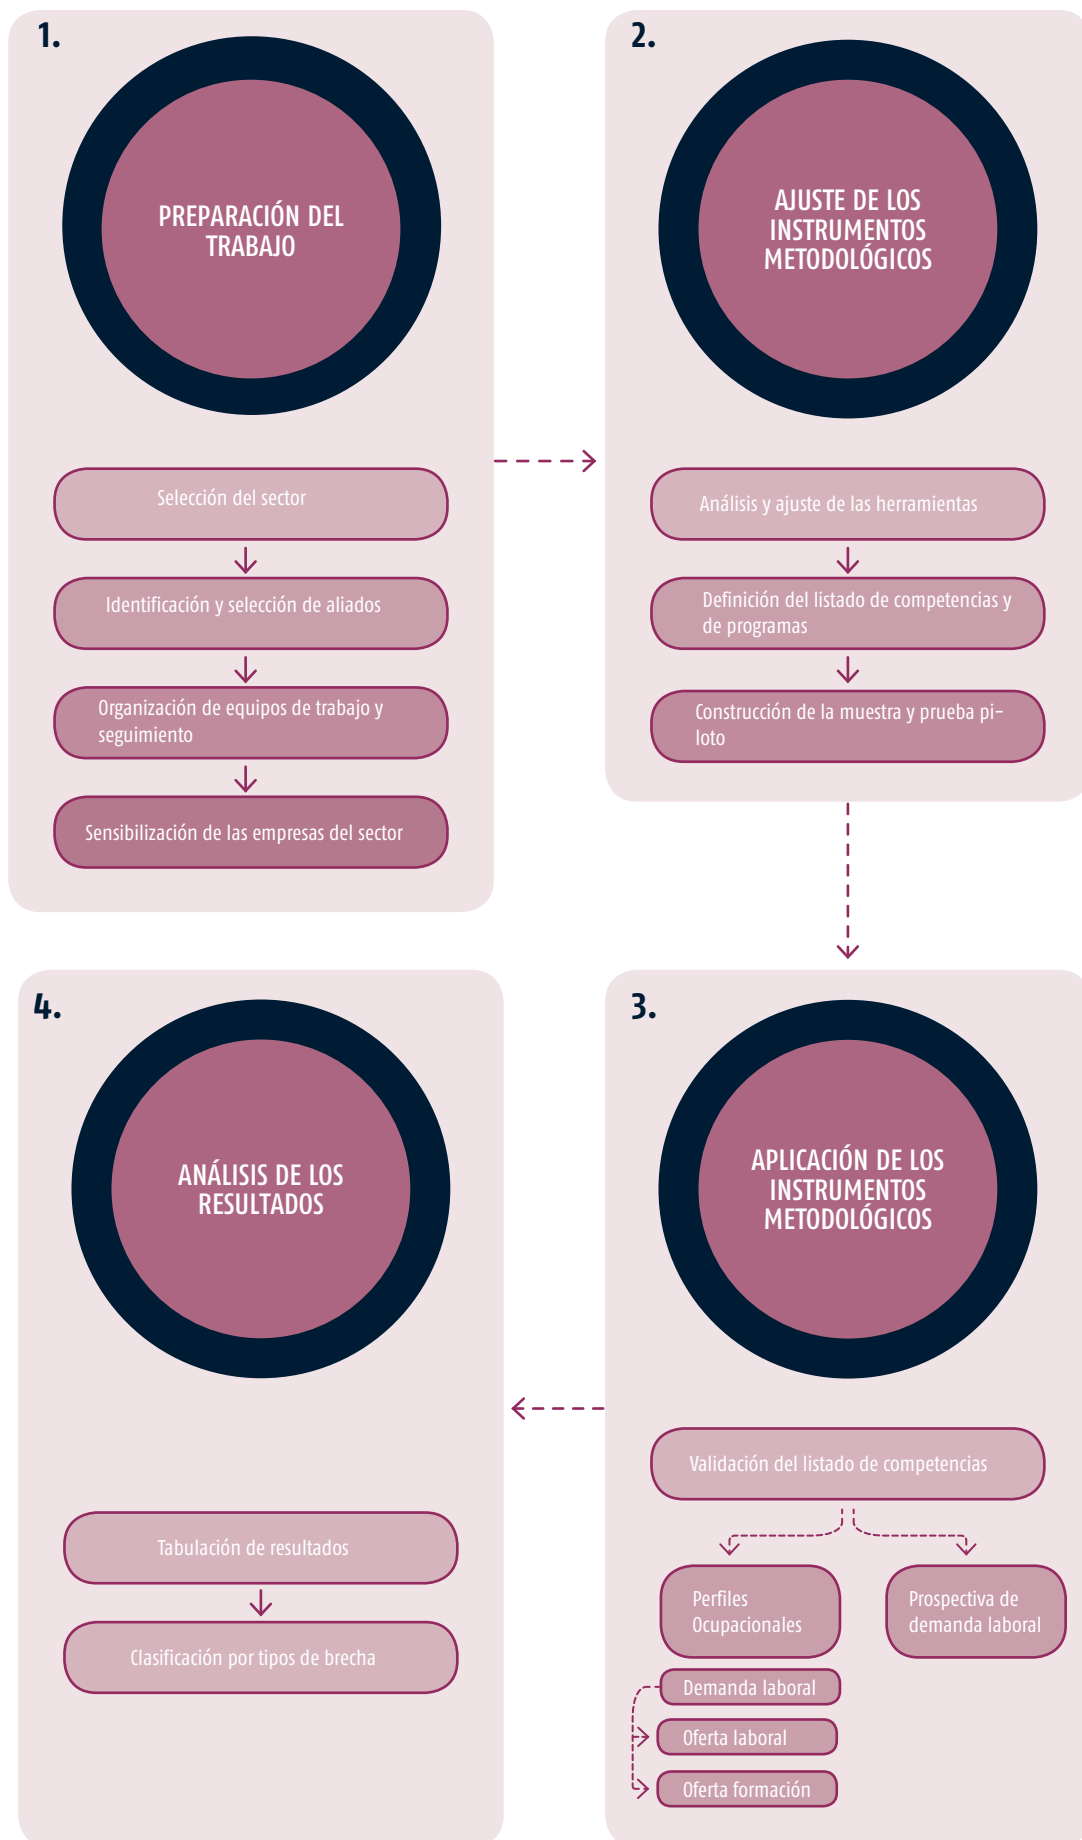 1.
PREPARACIÓN DEL
TRABAJO
Selección del sector
Identificación y selección de aliados
Organización de equipos de trabajo y
seguimiento
Sensibilización de las empresas del sector
2.
AJUSTE DE LOS
INSTRUMENTOS
METODOLÓGICOS
Análisis y ajuste de las herramientas
Definición del listado de competencias y
de programas
Construcción de la muestra y prueba pi-
loto
3.
APLICACIÓN DE LOS
INSTRUMENTOS
METODOLÓGICOS
Validación del listado de competencias
Perfiles
Ocupacionales
Prospectiva de
demanda laboral
Demanda laboral
Oferta laboral
Oferta formación
4.
ANÁLISIS DE LOS
RESULTADOS
Tabulación de resultados
Clasificación por tipos de brecha